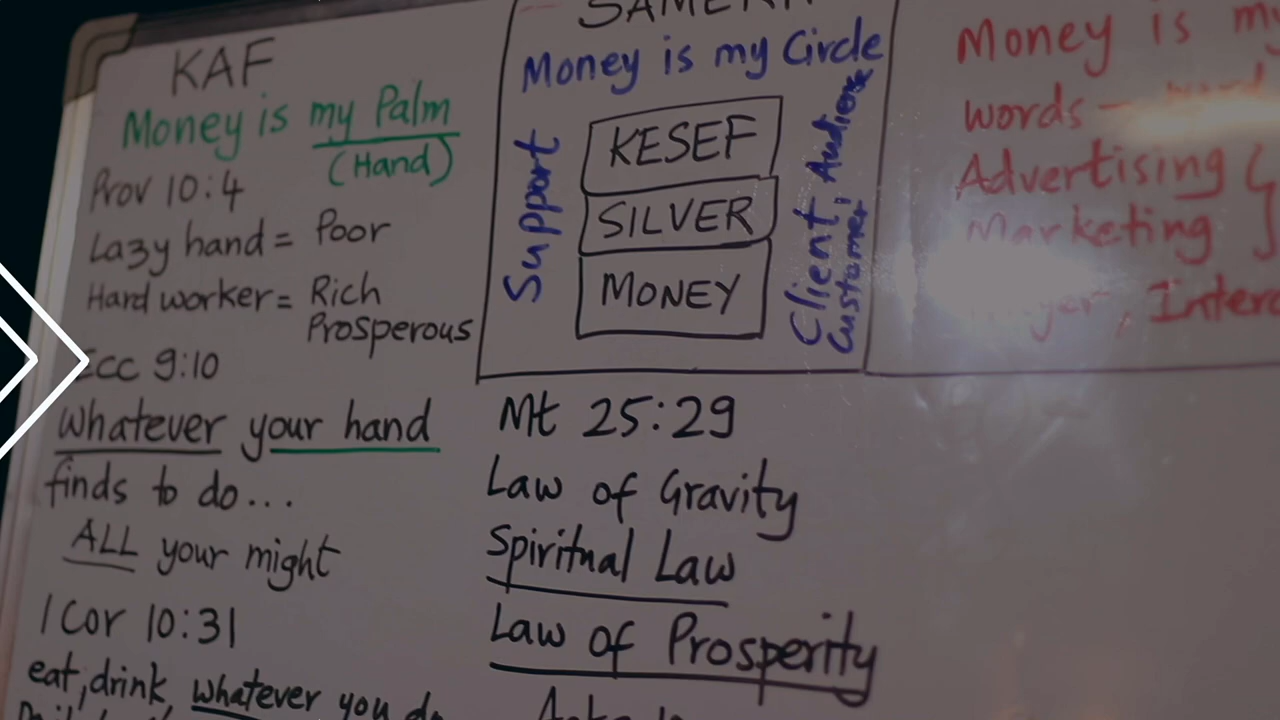 KAF
Money is my Palm
(Hand)
Prov 10:4
Lazy hand = Poor
Hard worker = Rich
Prosperous
Ecc 9:10
Whatever your hand
finds to do...
ALL your might
1 Cor 10:31
eat, drink, whatever you do
Money is my Circle
Support
KESEF
SILVER
MONEY
Client, Audience
Customer
Mt 25:29
Law of Gravity
Spiritual Law
Law of Prosperity
Money is my
words -
Advertising
Marketing